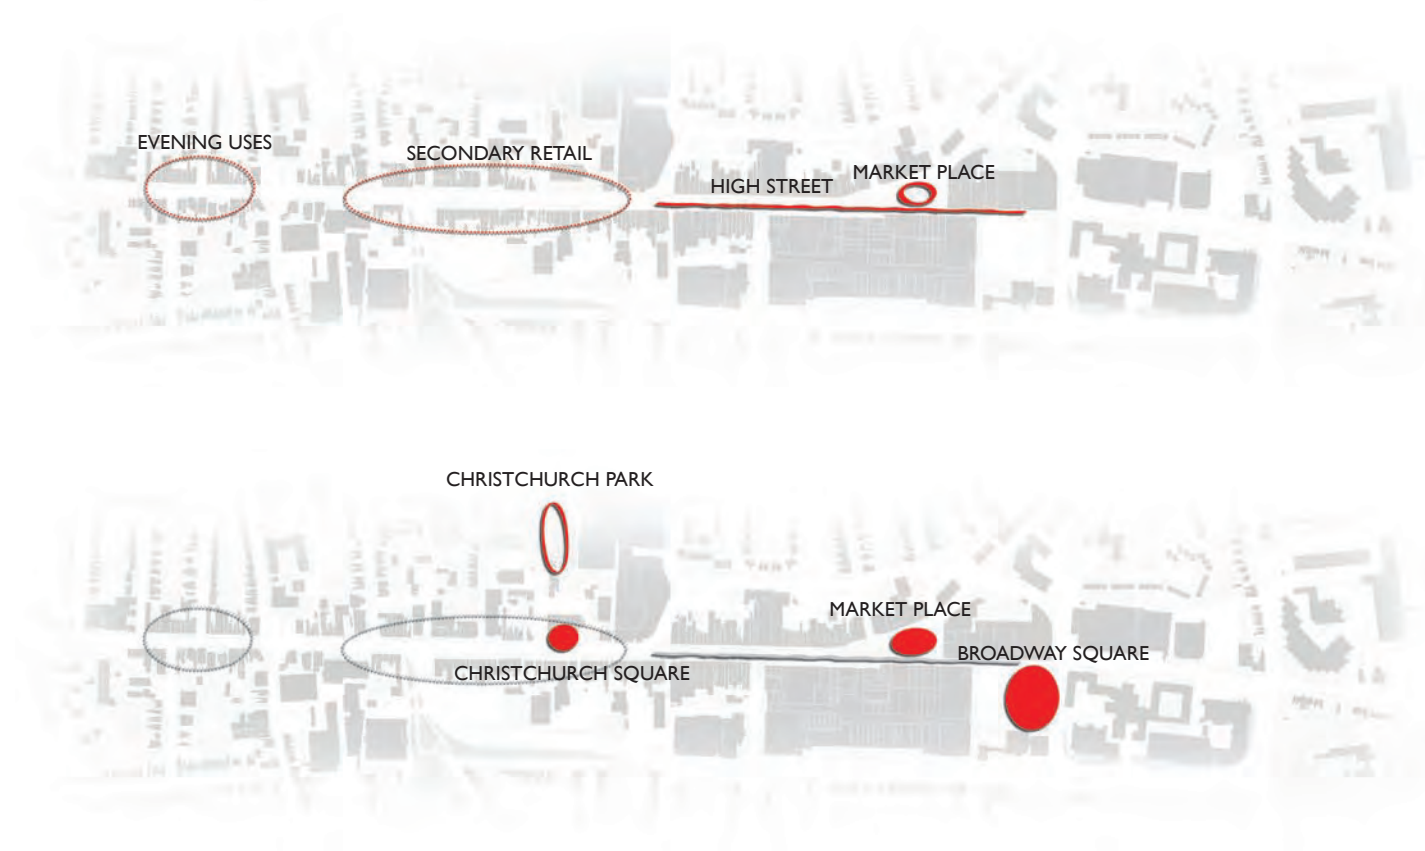 EVENING USES
SECONDARY RETAIL
HIGH STREET
MARKET PLACE
CHRISTCHURCH PARK
MARKET PLACE
BROADWAY SQUARE
CHRISTCHURCH SQUARE